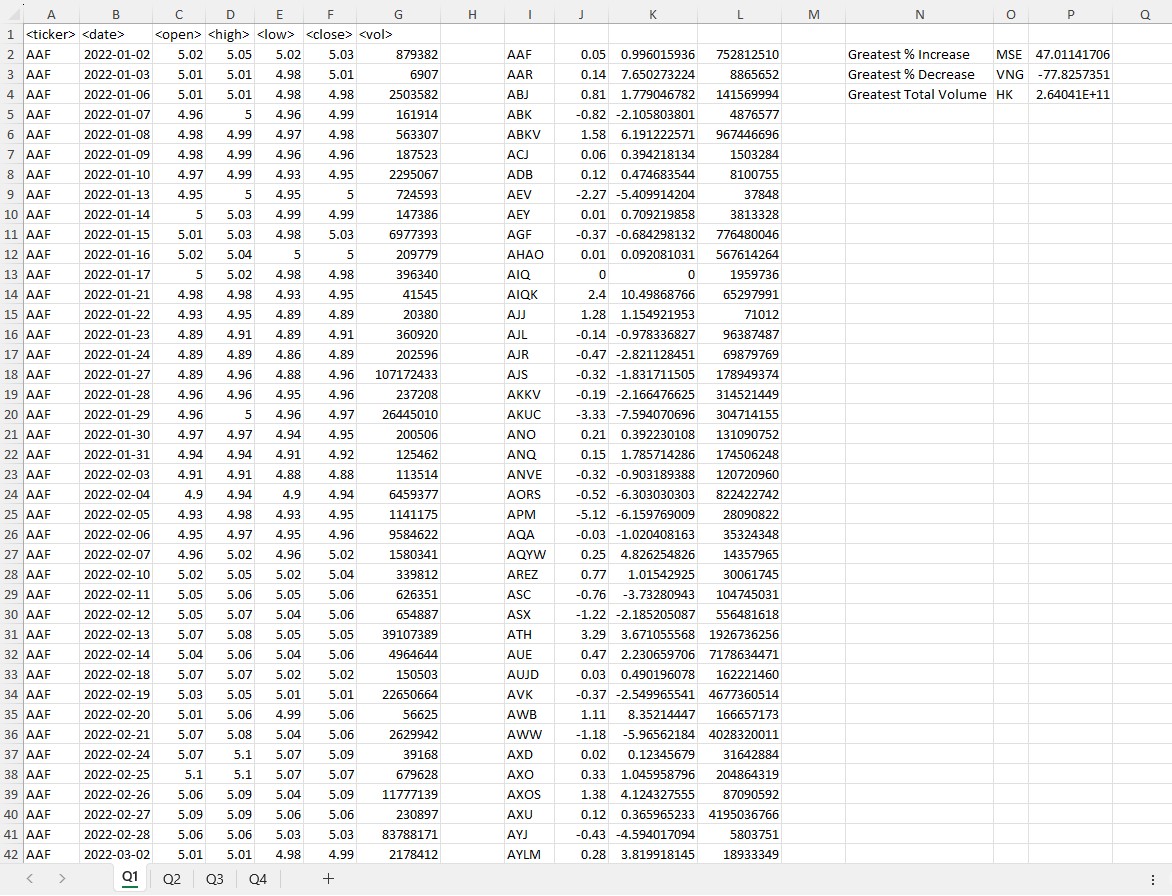 A B C D E F G H I J K L M N O P Q
1 <ticker> <date> <open> <high> <low> <close> <vol>
2 AAF 2022-01-02 5.02 5.05 5.02 5.03 879382 AAF 0.05 0.996015936 752812510 Greatest % Increase MSE 47.01141706
3 AAF 2022-01-03 5.01 5.01 4.98 5.01 6907 AAR 0.14 7.650273224 8865652 Greatest % Decrease VNG -77.8257351
4 AAF 2022-01-06 5.01 5.01 4.98 4.98 2503582 ABJ 0.81 1.779046782 141569994 Greatest Total Volume HK 2.64041E+11
5 AAF 2022-01-07 4.96 5 4.96 4.99 161914 ABK -0.82 -2.105803801 4876577
6 AAF 2022-01-08 4.98 4.99 4.97 4.98 563307 ABKV 1.58 6.191222571 967446696
7 AAF 2022-01-09 4.98 4.99 4.96 4.96 187523 ACJ 0.06 0.394218134 1503284
8 AAF 2022-01-10 4.97 4.99 4.93 4.95 2295067 ADB 0.12 0.474683544 8100755
9 AAF 2022-01-13 4.95 5 4.95 5 724593 AEV -2.27 -5.409914204 37848
10 AAF 2022-01-14 5 5.03 4.99 4.99 147386 AEY 0.01 0.709219858 3813328
11 AAF 2022-01-15 5.01 5.03 4.98 5.03 6977393 AGF -0.37 -0.684298132 776480046
12 AAF 2022-01-16 5.02 5.04 5 5 209779 AHAO 0.01 0.092081031 567614264
13 AAF 2022-01-17 5 5.02 4.98 4.98 396340 AIQ 0 0 1959736
14 AAF 2022-01-21 4.98 4.98 4.93 4.95 41545 AIQK 2.4 10.49868766 65297991
15 AAF 2022-01-22 4.93 4.95 4.89 4.89 20380 AJJ 1.28 1.154921953 71012
16 AAF 2022-01-23 4.89 4.91 4.89 4.91 360920 AJL -0.14 -0.978336827 96387487
17 AAF 2022-01-24 4.89 4.89 4.86 4.89 202596 AJR -0.47 -2.821128451 69879769
18 AAF 2022-01-27 4.89 4.96 4.88 4.96 107172433 AJS -0.32 -1.831711505 178949374
19 AAF 2022-01-28 4.96 4.96 4.95 4.96 237208 AKKV -0.19 -2.166476625 314521449
20 AAF 2022-01-29 4.96 5 4.96 4.97 26445010 AKUC -3.33 -7.594070696 304714155
21 AAF 2022-01-30 4.97 4.97 4.94 4.95 200506 ANO 0.21 0.392230108 131090752
22 AAF 2022-01-31 4.94 4.94 4.91 4.92 125462 ANQ 0.15 1.785714286 174506248
23 AAF 2022-02-03 4.91 4.91 4.88 4.88 113514 ANVE -0.32 -0.903189388 120720960
24 AAF 2022-02-04 4.9 4.94 4.9 4.94 6459377 AORS -0.52 -6.303030303 822422742
25 AAF 2022-02-05 4.93 4.98 4.93 4.95 1141175 APM -5.12 -6.159769009 28090822
26 AAF 2022-02-06 4.95 4.97 4.95 4.96 9584622 AQA -0.03 -1.020408163 35324348
27 AAF 2022-02-07 4.96 5.02 4.96 5.02 1580341 AQYW 0.25 4.826254826 14357965
28 AAF 2022-02-10 5.02 5.05 5.02 5.04 339812 AREZ 0.77 1.01542925 30061745
29 AAF 2022-02-11 5.05 5.06 5.05 5.06 626351 ASC -0.76 -3.73280943 104745031
30 AAF 2022-02-12 5.05 5.07 5.04 5.06 654887 ASX -1.22 -2.185205087 556481618
31 AAF 2022-02-13 5.07 5.08 5.05 5.05 39107389 ATH 3.29 3.671055568 1926736256
32 AAF 2022-02-14 5.04 5.06 5.04 5.06 4964644 AUE 0.47 2.230659706 7178634471
33 AAF 2022-02-18 5.07 5.07 5.02 5.02 150503 AUJD 0.03 0.490196078 162221460
34 AAF 2022-02-19 5.03 5.05 5.01 5.01 22650664 AVK -0.37 -2.549965541 4677360514
35 AAF 2022-02-20 5.01 5.06 4.99 5.06 56625 AWB 1.11 8.35214447 166657173
36 AAF 2022-02-21 5.07 5.08 5.04 5.06 2629942 AWW -1.18 -5.96562184 4028320011
37 AAF 2022-02-24 5.07 5.1 5.07 5.09 39168 AXD 0.02 0.12345679 31642884
38 AAF 2022-02-25 5.1 5.1 5.07 5.07 679628 AXO 0.33 1.045958796 204864319
39 AAF 2022-02-26 5.06 5.09 5.04 5.09 11777139 AXOS 1.38 4.124327555 87090592
40 AAF 2022-02-27 5.09 5.09 5.06 5.06 230897 AXU 0.12 0.365965233 4195036766
41 AAF 2022-02-28 5.06 5.06 5.03 5.03 83788171 AYJ -0.43 -4.594017094 5803751
42 AAF 2022-03-02 5.01 5.01 4.98 4.99 2178412 AYLM 0.28 3.819918145 18933349
Q1 Q2 Q3 Q4 +